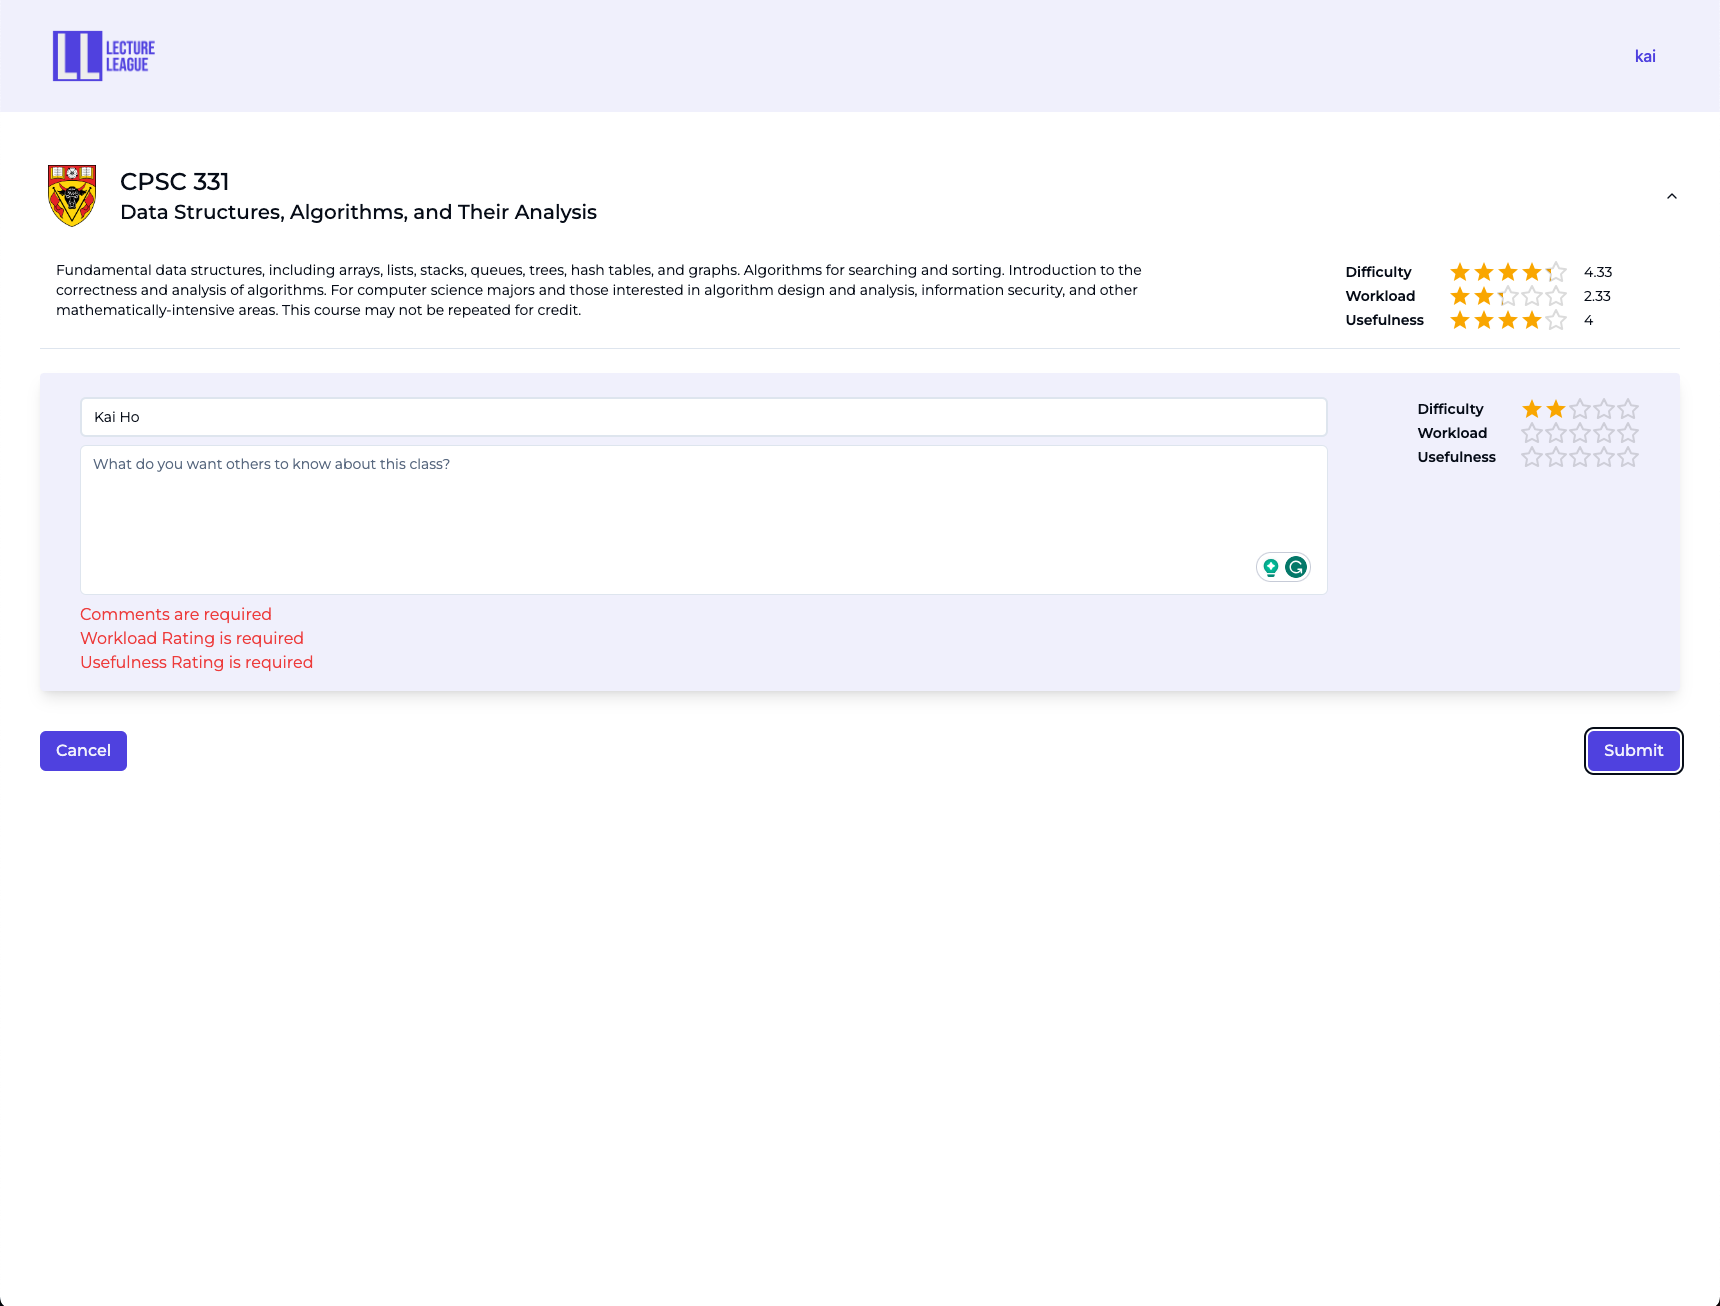 LECTURE
LEAGUE
kai
CPSC 331
Data Structures, Algorithms, and Their Analysis
Fundamental data structures, including arrays, lists, stacks, queues, trees, hash tables, and graphs. Algorithms for searching and sorting. Introduction to the
correctness and analysis of algorithms. For computer science majors and those interested in algorithm design and analysis, information security, and other
mathematically-intensive areas. This course may not be repeated for credit.
Difficulty 4.33
Workload 2.33
Usefulness 4
Kai Ho
What do you want others to know about this class?
Difficulty
Workload
Usefulness
Comments are required
Workload Rating is required
Usefulness Rating is required
Cancel
Submit